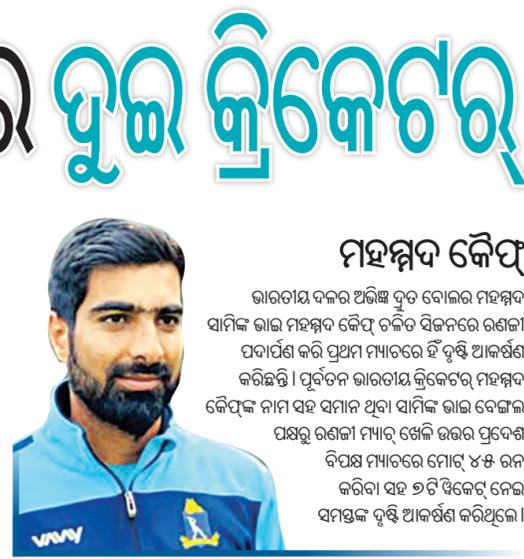 ର ଦୁଇ କ୍ରିକେଟର୍
ମହମ୍ମଦ କୈଫ୍
ଭାରତୀୟ ଦଳର ଅଭିଜ୍ଞ ଦ୍ରୁତ ବୋଲର ମହମ୍ମଦ
ସାମିଙ୍କ ଭାଇ ମହମ୍ମଦ କୈଫ୍ ଚଳିତ ସିଜନରେ ରଣଜୀ
ପଦାର୍ପଣ କରି ପ୍ରଥମ ମ୍ୟାଚରେ ହିଁ ଦୃଷ୍ଟି ଆକର୍ଷଣ
କରିଛନ୍ତି । ପୂର୍ବତନ ଭାରତୀୟ କ୍ରିକେଟର୍ ମହମ୍ମଦ
କୈଫ୍‌ଙ୍କ ନାମ ସହ ସମାନ ଥିବା ସାମିଙ୍କ ଭାଇ ବେଙ୍ଗଲ
ପକ୍ଷରୁ ରଣଜୀ ମ୍ୟାଚ୍ ଖେଳି ଉତ୍ତର ପ୍ରଦେଶ
ବିପକ୍ଷ ମ୍ୟାଚରେ ମୋଟ୍ ୪୫ ରନ
କରିବା ସହ ୭ଟି ୱିକେଟ୍ ନେଇ
ସମସ୍ତଙ୍କ ଦୃଷ୍ଟି ଆକର୍ଷଣ କରିଥିଲେ ।
VAVVY